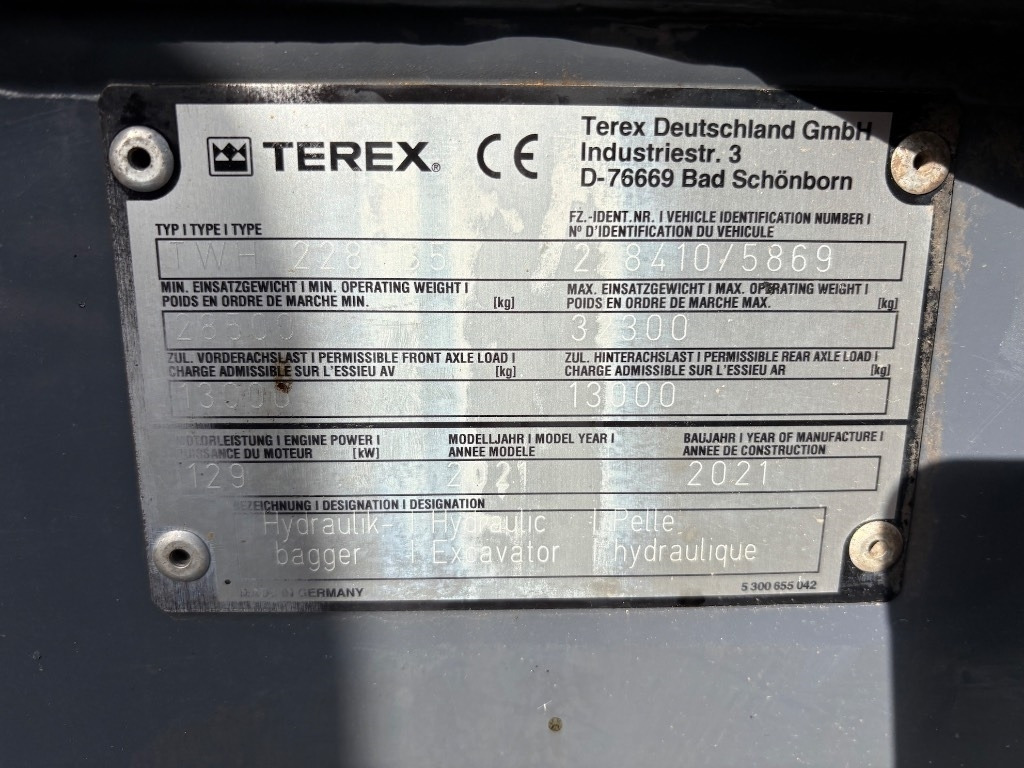 TEREX® CE
Terex Deutschland GmbH
Industriestr. 3
D-76669 Bad Schönborn
TYP I TYPE I TYPE
FZ.-IDENT.NR. I VEHICLE IDENTIFICATION NUMBER I
N° D'IDENTIFICATION DU VEHICULE
TWH
MIN. EINSATZGEWICHT I MIN. OPERATING WEIGHT I
POIDS EN ORDRE DE MARCHE MIN. [kg]
MAX. EINSATZGEWICHT I MAX. OPERATING WEIGHT I
POIDS EN ORDRE DE MARCHE MAX. [kg]
ZUL. VORDERACHSLAST I PERMISSIBLE FRONT AXLE LOAD I
CHARGE ADMISSIBLE SUR L'ESSIEU AV [kg]
ZUL. HINTERACHSLAST I PERMISSIBLE REAR AXLE LOAD I
CHARGE ADMISSIBLE SUR L'ESSIEU AR [kg]
13000 13000
MOTORLEISTUNG I ENGINE POWER I
PUISSANCE DU MOTEUR [kW]
MODELLJAHR I MODEL YEAR I
ANNEE MODELE
BAUJAHR I YEAR OF MANUFACTURE I
ANNEE DE CONSTRUCTION
129 2021 2021
BEZEICHNUNG I DESIGNATION I DESIGNATION
Hydraulik- I Hydraulic I Pelle
bagger I Excavator I hydraulique
IN GERMANY
5 300 655 042